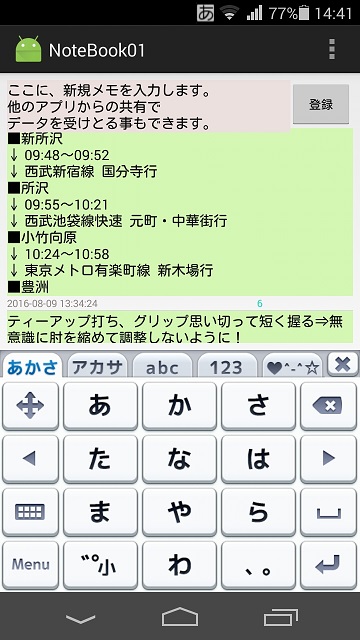 あ 77% 14:41
NoteBook01
ここに、新規メモを入力します。
他のアプリからの共有で
データを受けとる事もできます。
登録
■新所沢
↓ 09:48～09:52
↓ 西武新宿線 国分寺行
■所沢
↓ 09:55～10:21
↓ 西武池袋線快速 元町・中華街行
■小竹向原
↓ 10:24～10:58
↓ 東京メトロ有楽町線 新木場行
■豊洲
2016-08-09 13:34:24 6
ティーアップ打ち、グリップ思い切って短く握る⇒無
意識に肘を縮めて調整しないように！
あかさ アカサ abc 123 ♥^-^☆
あ か さ
た な は
ま や ら
Menu ゛゜小 わ 、。